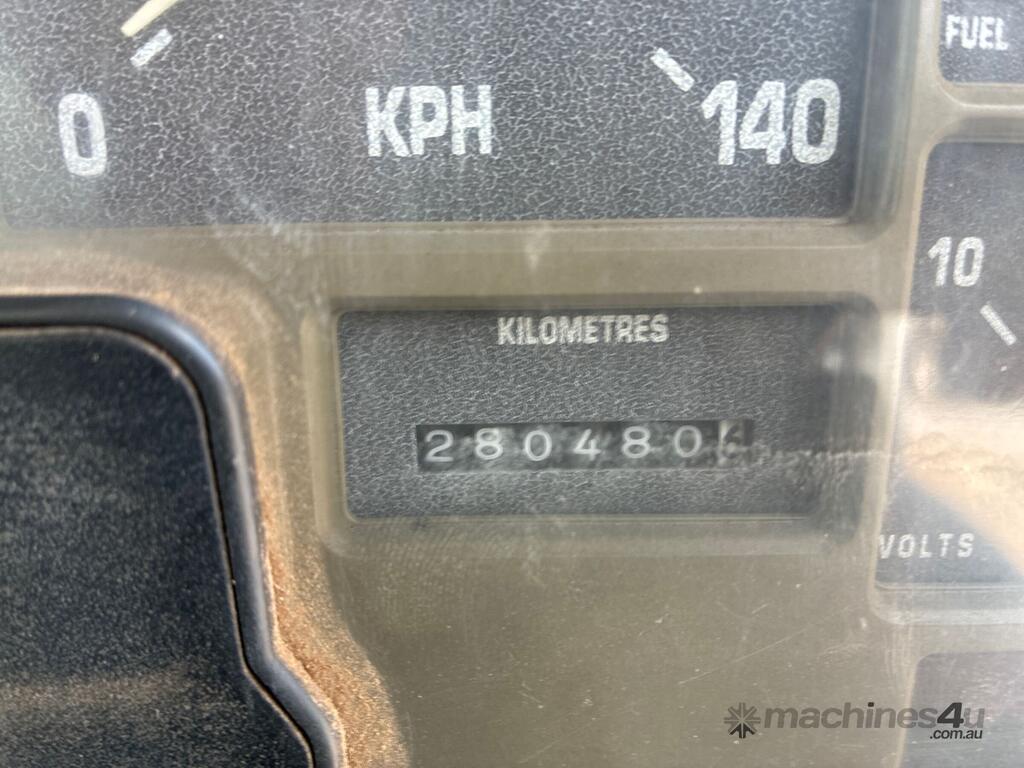 FUEL
0 KPH 140
10
KILOMETRES
280480
VOLTS
machines4u
.com.au